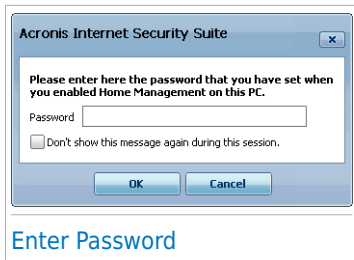 Acronis Internet Security Suite
Please enter here the password that you have set when
you enabled Home Management on this PC.
Password
Don't show this message again during this session.
OK Cancel
Enter Password